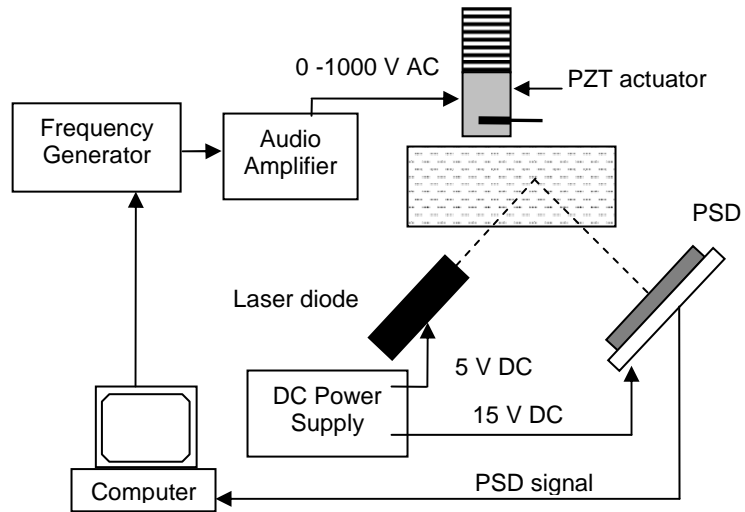 0 -1000 V AC
PZT actuator
Frequency
Generator
Audio
Amplifier
PSD
Laser diode
5 V DC
DC Power
Supply
15 V DC
Computer
PSD signal